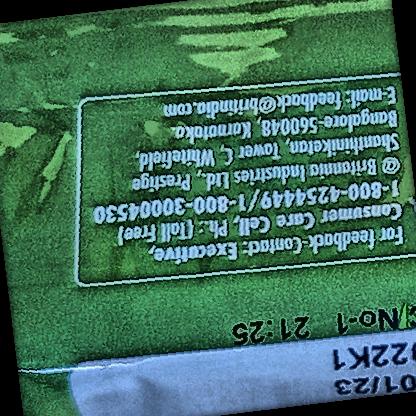 01/23
22K1
/No-1 21:25
For feedback-Contact: Executive,
Consumer Care Cell, Ph.: (Toll Free)
1-800-4254449/1-800-30004530
@ Britannia Industries Ltd., Prestige
Shanthiniketan, Tower C, Whitefield,
Bangalore-560048, Karnataka.
E-mail: feedback@britindia.com